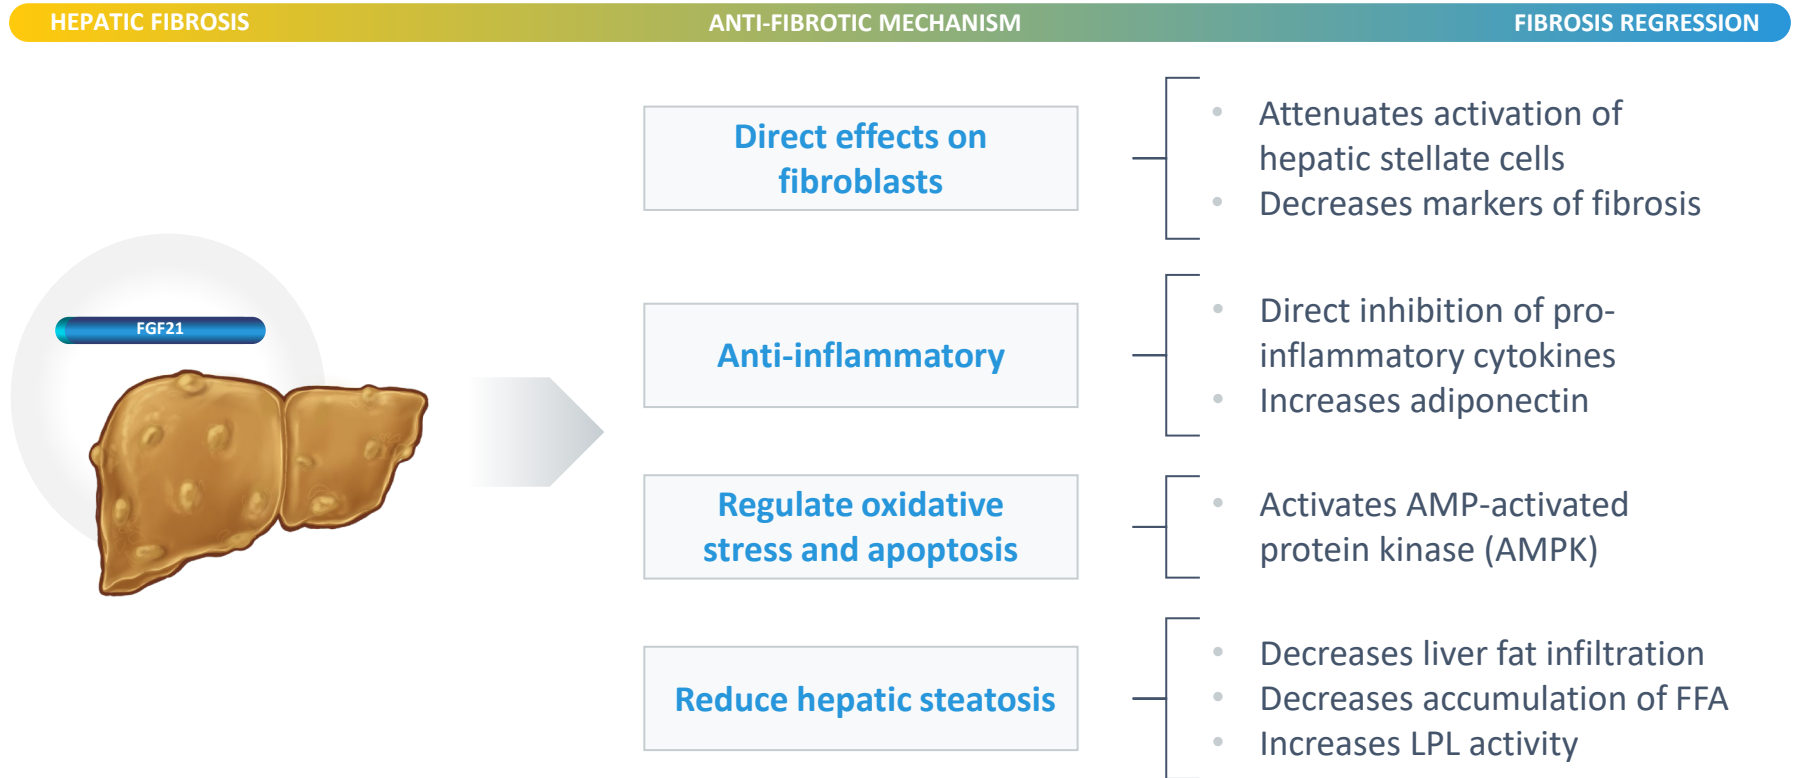 HEPATIC FIBROSIS
ANTI-FIBROTIC MECHANISM
FIBROSIS REGRESSION
FGF21
Direct effects on
fibroblasts
• Attenuates activation of
hepatic stellate cells
• Decreases markers of fibrosis
Anti-inflammatory
• Direct inhibition of pro-
inflammatory cytokines
• Increases adiponectin
Regulate oxidative
stress and apoptosis
• Activates AMP-activated
protein kinase (AMPK)
Reduce hepatic steatosis
• Decreases liver fat infiltration
• Decreases accumulation of FFA
• Increases LPL activity